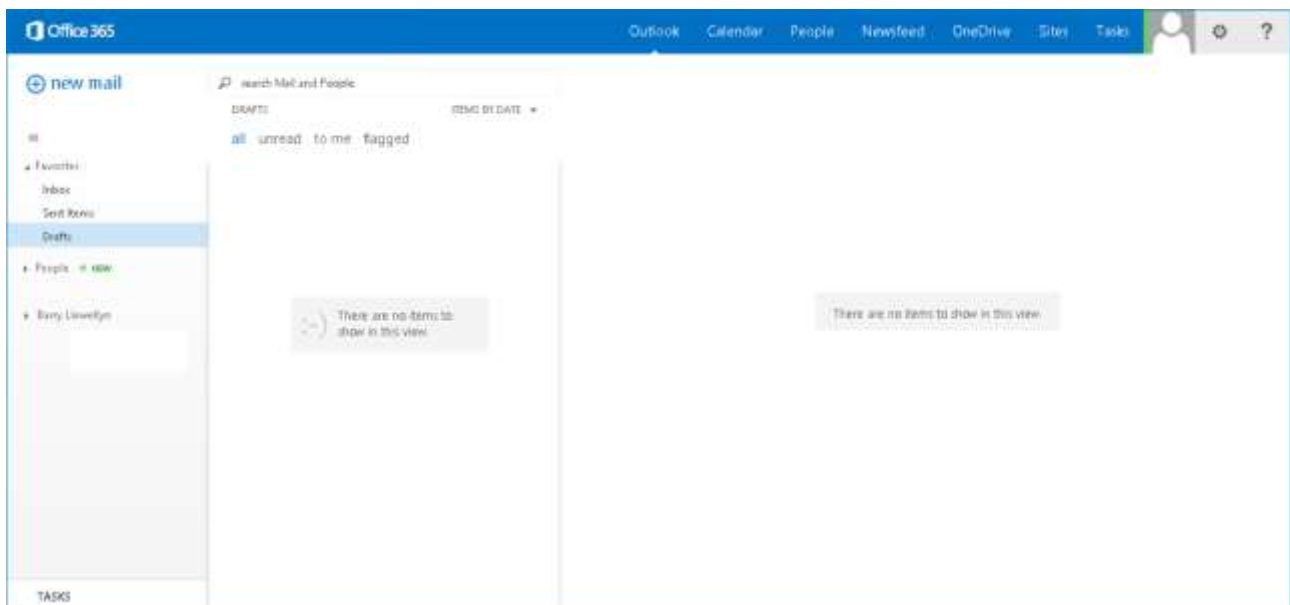 Office 365
Outlook Calendar People Newsfeed OneDrive Sites Tasks ?
new mail
search Mail and People
DRAFTS ITEMS BY DATE
all unread to me flagged
Favorites
Inbox
Sent Items
Drafts
People
Barry Llewellyn
:-)
There are no items to
show in this view.
There are no items to show in this view.
TASKS